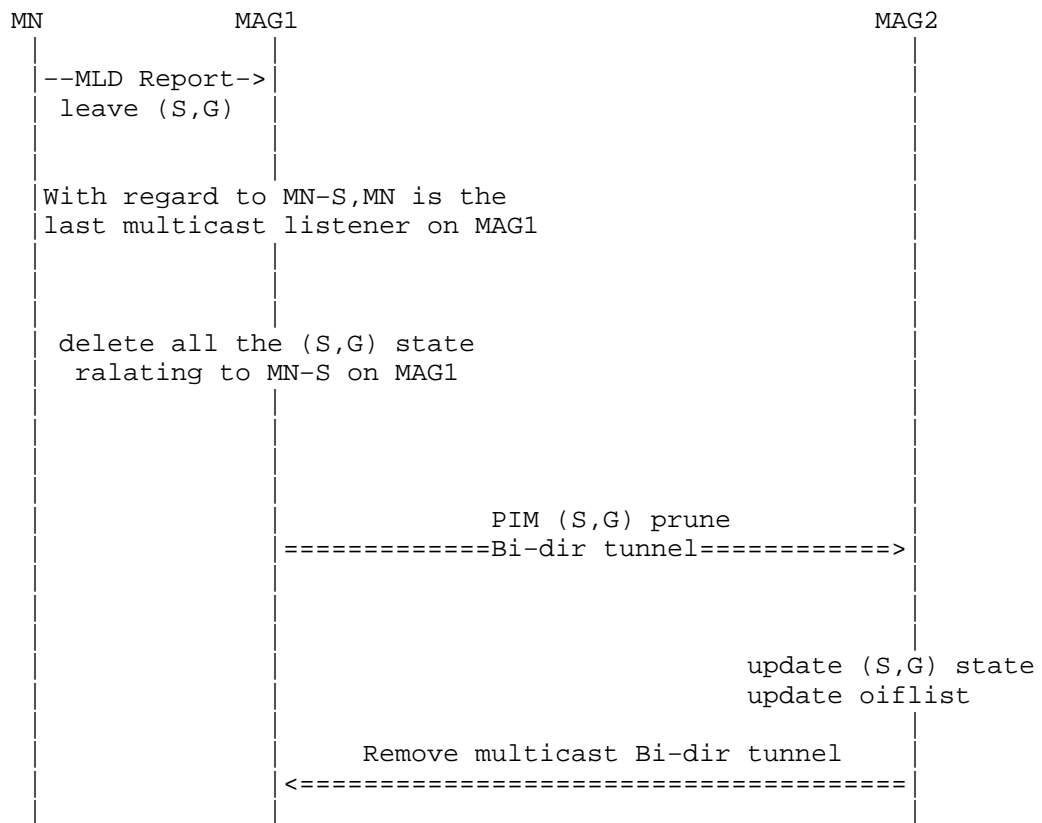 MN MAG1 MAG2
--MLD Report->
leave (S,G)
With regard to MN-S,MN is the
last multicast listener on MAG1
delete all the (S,G) state
ralating to MN-S on MAG1
PIM (S,G) prune
=============Bi-dir tunnel============>
update (S,G) state
update oiflist
Remove multicast Bi-dir tunnel
<======================================